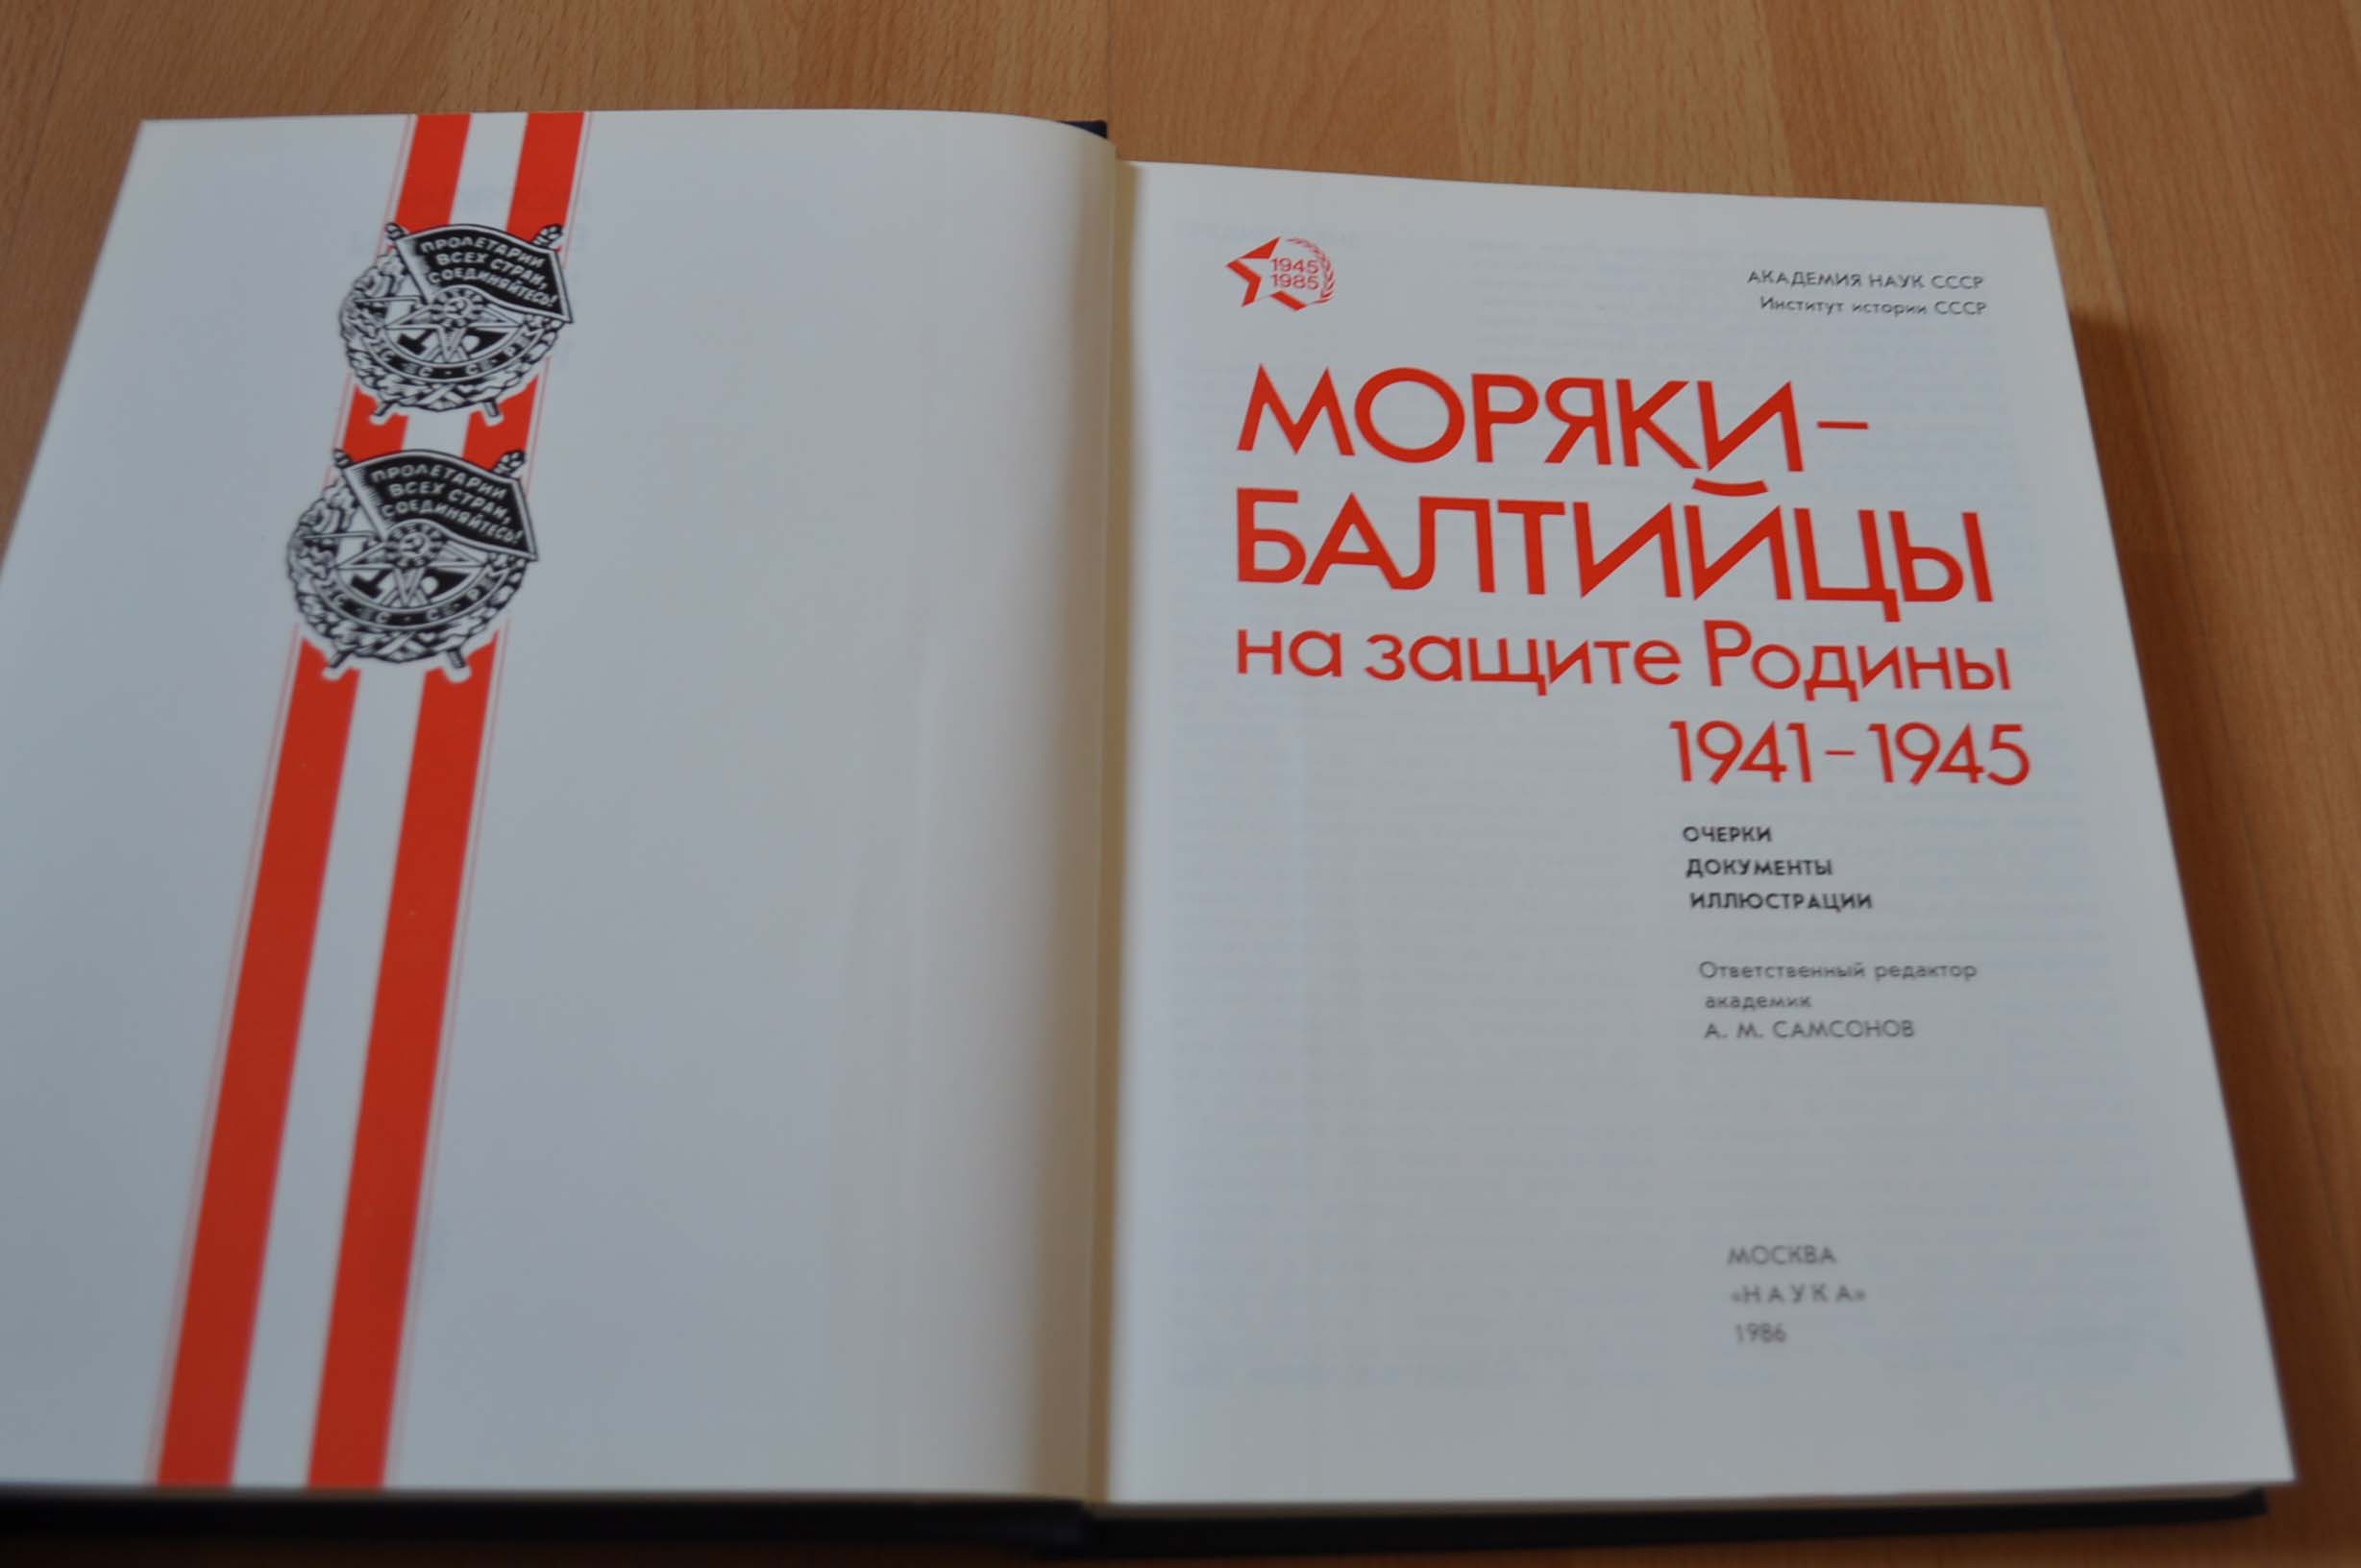 ПРОЛЕТАРИИ
ВСЕХ СТРАН,
СОЕДИНЯЙТЕСЬ!
ПРОЛЕТАРИИ
ВСЕХ СТРАН,
СОЕДИНЯЙТЕСЬ!
1945
1985
АКАДЕМИЯ НАУК СССР
Институт истории СССР
МОРЯКИ–
БАЛТИЙЦЫ
на защите Родины
1941–1945
ОЧЕРКИ
ДОКУМЕНТЫ
ИЛЛЮСТРАЦИИ
Ответственный редактор
академик
А. М. САМСОНОВ
МОСКВА
«НАУКА»
1986